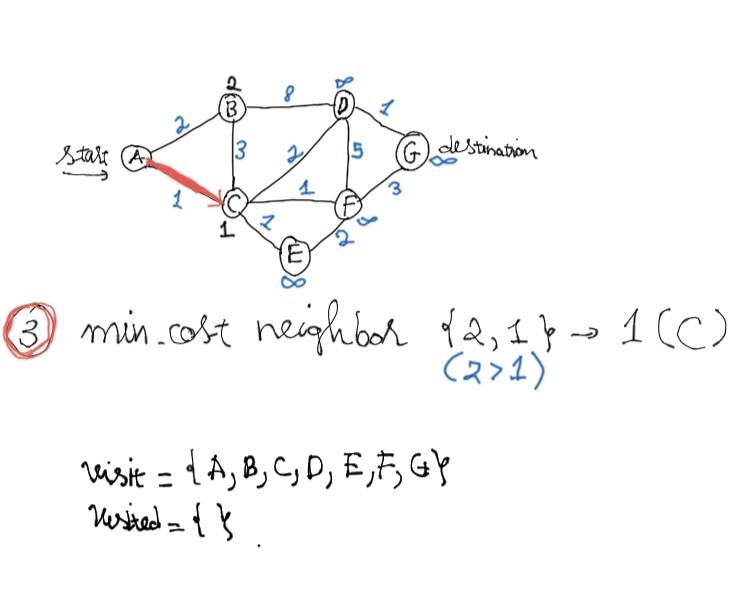 2
∞
B
8
D
1
2
start
A
3
2
5
G
destination
∞
1
1
3
C
F
1
∞
2
E
2
∞
3 min.cost neighbor {2,1} → 1(C)
(2>1)
visit = {A, B, C, D, E, F, G}
Visited = { }